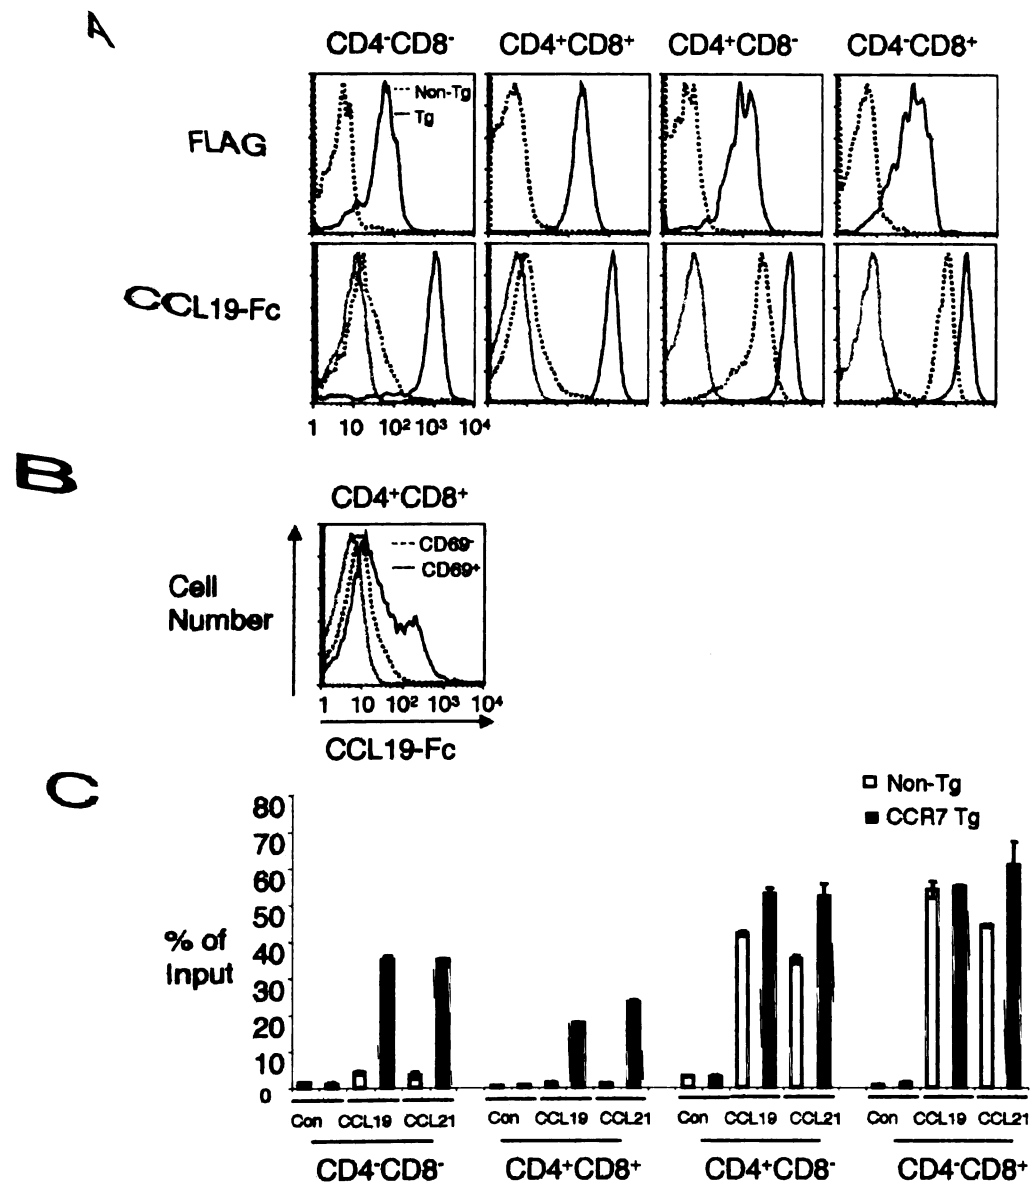 A
CD4⁻CD8⁻ CD4⁺CD8⁺ CD4⁺CD8⁻ CD4⁻CD8⁺
Non-Tg
Tg
FLAG
CCL19-Fc
1 10 10² 10³ 10⁴
B
CD4⁺CD8⁺
CD69⁻
CD69⁺
Cell
Number
1 10 10² 10³ 10⁴
CCL19-Fc
C
Non-Tg
CCR7 Tg
80
70
60
50
40
30
20
10
0
% of
Input
Con CCL19 CCL21 Con CCL19 CCL21 Con CCL19 CCL21 Con CCL19 CCL21
CD4⁻CD8⁻ CD4⁺CD8⁺ CD4⁺CD8⁻ CD4⁻CD8⁺